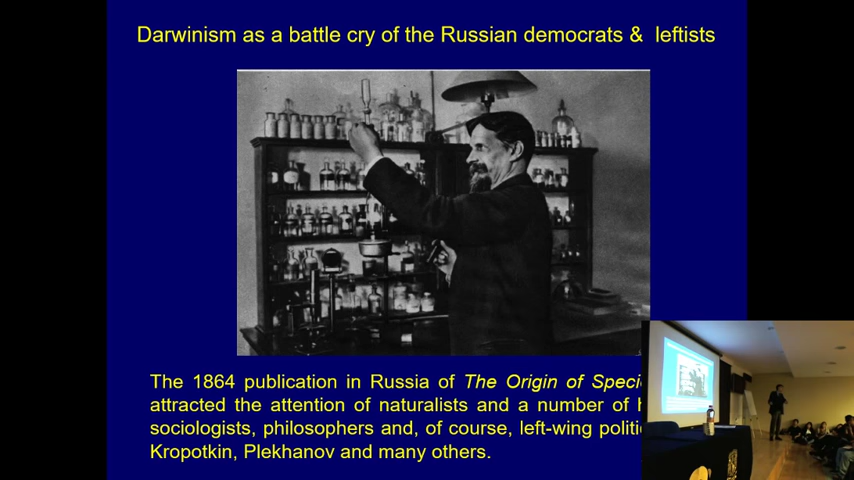 Darwinism as a battle cry of the Russian democrats & leftists
The 1864 publication in Russia of The Origin of
attracted the attention of naturalists and a number of
sociologists, philosophers and, of course, left-wing
Kropotkin, Plekhanov and many others.